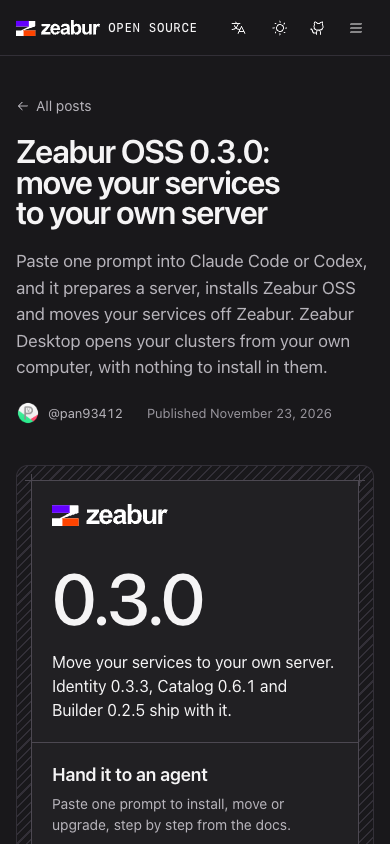 zeabur OPEN SOURCE
← All posts
Zeabur OSS 0.3.0:
move your services
to your own server
Paste one prompt into Claude Code or Codex,
and it prepares a server, installs Zeabur OSS
and moves your services off Zeabur. Zeabur
Desktop opens your clusters from your own
computer, with nothing to install in them.
@pan93412 Published November 23, 2026
zeabur
0.3.0
Move your services to your own server.
Identity 0.3.3, Catalog 0.6.1 and
Builder 0.2.5 ship with it.
Hand it to an agent
Paste one prompt to install, move or
upgrade, step by step from the docs.